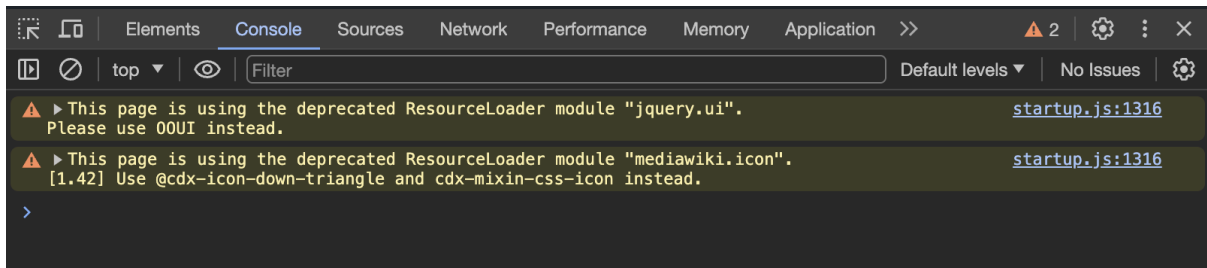 Elements Console Sources Network Performance Memory Application 2
top Filter Default levels No Issues
This page is using the deprecated ResourceLoader module "jquery.ui". startup.js:1316
Please use OOUI instead.
This page is using the deprecated ResourceLoader module "mediawiki.icon". startup.js:1316
[1.42] Use @cdx-icon-down-triangle and cdx-mixin-css-icon instead.